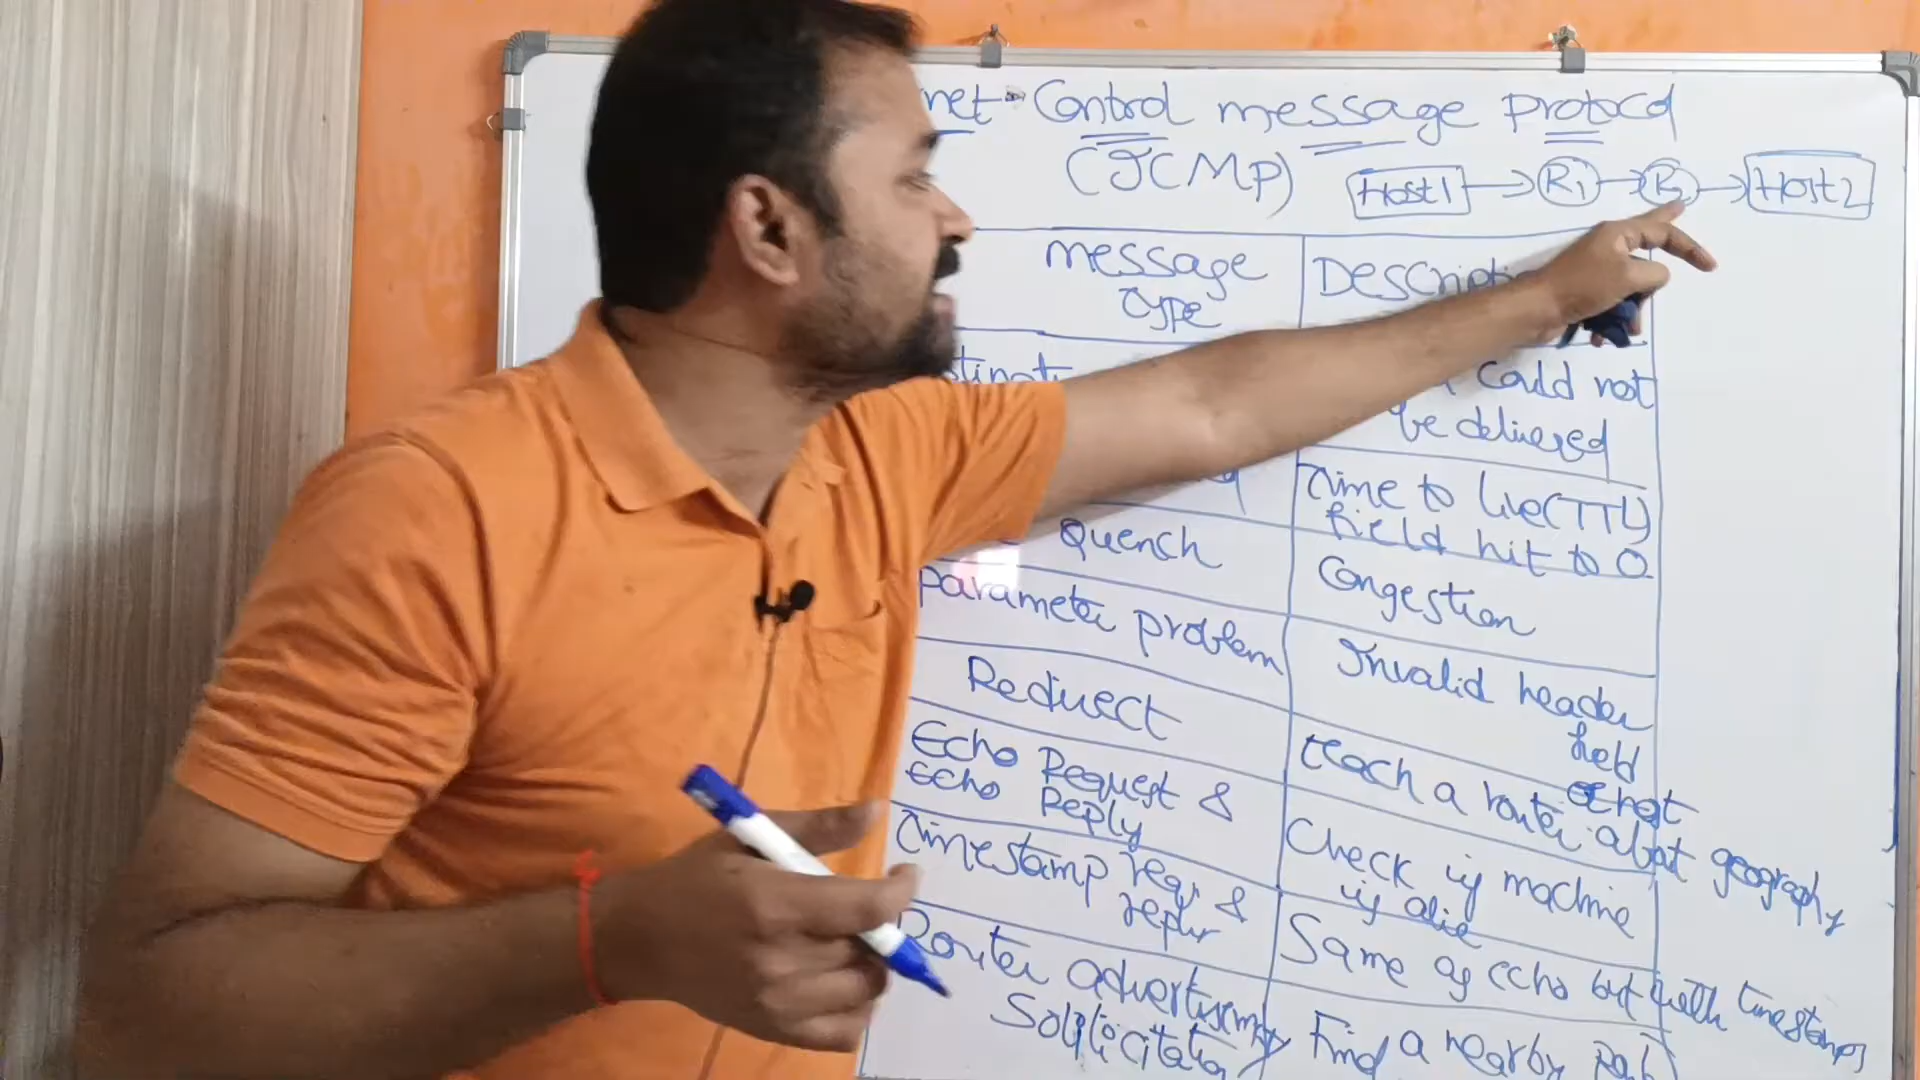 net Control message protocol
(ICMP)
Host1 R1 R2 Host2
message
type
Description
could not
be delivered
Time to live(TTL)
field hit to 0
Quench
Congestion
parameter problem
Invalid header
field
Redirect
teach a router about geography
Echo Request &
Echo Reply
Check if machine
is alive
Timestamp req &
reply
Same as echo but with timestamps
Router advertisment
Solicitation
Find a nearby